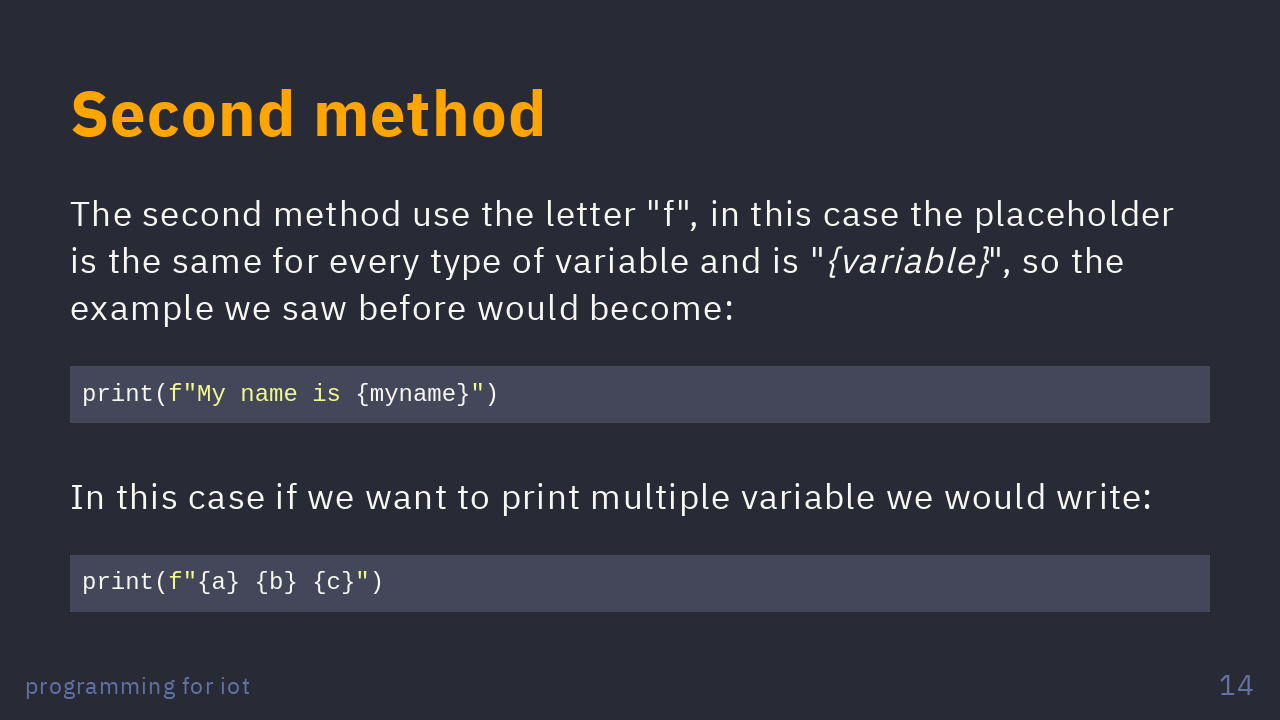 Second method
The second method use the letter "f", in this case the placeholder
is the same for every type of variable and is "{variable}", so the
example we saw before would become:
print(f"My name is {myname}")
In this case if we want to print multiple variable we would write:
print(f"{a} {b} {c}")
programming for iot
14